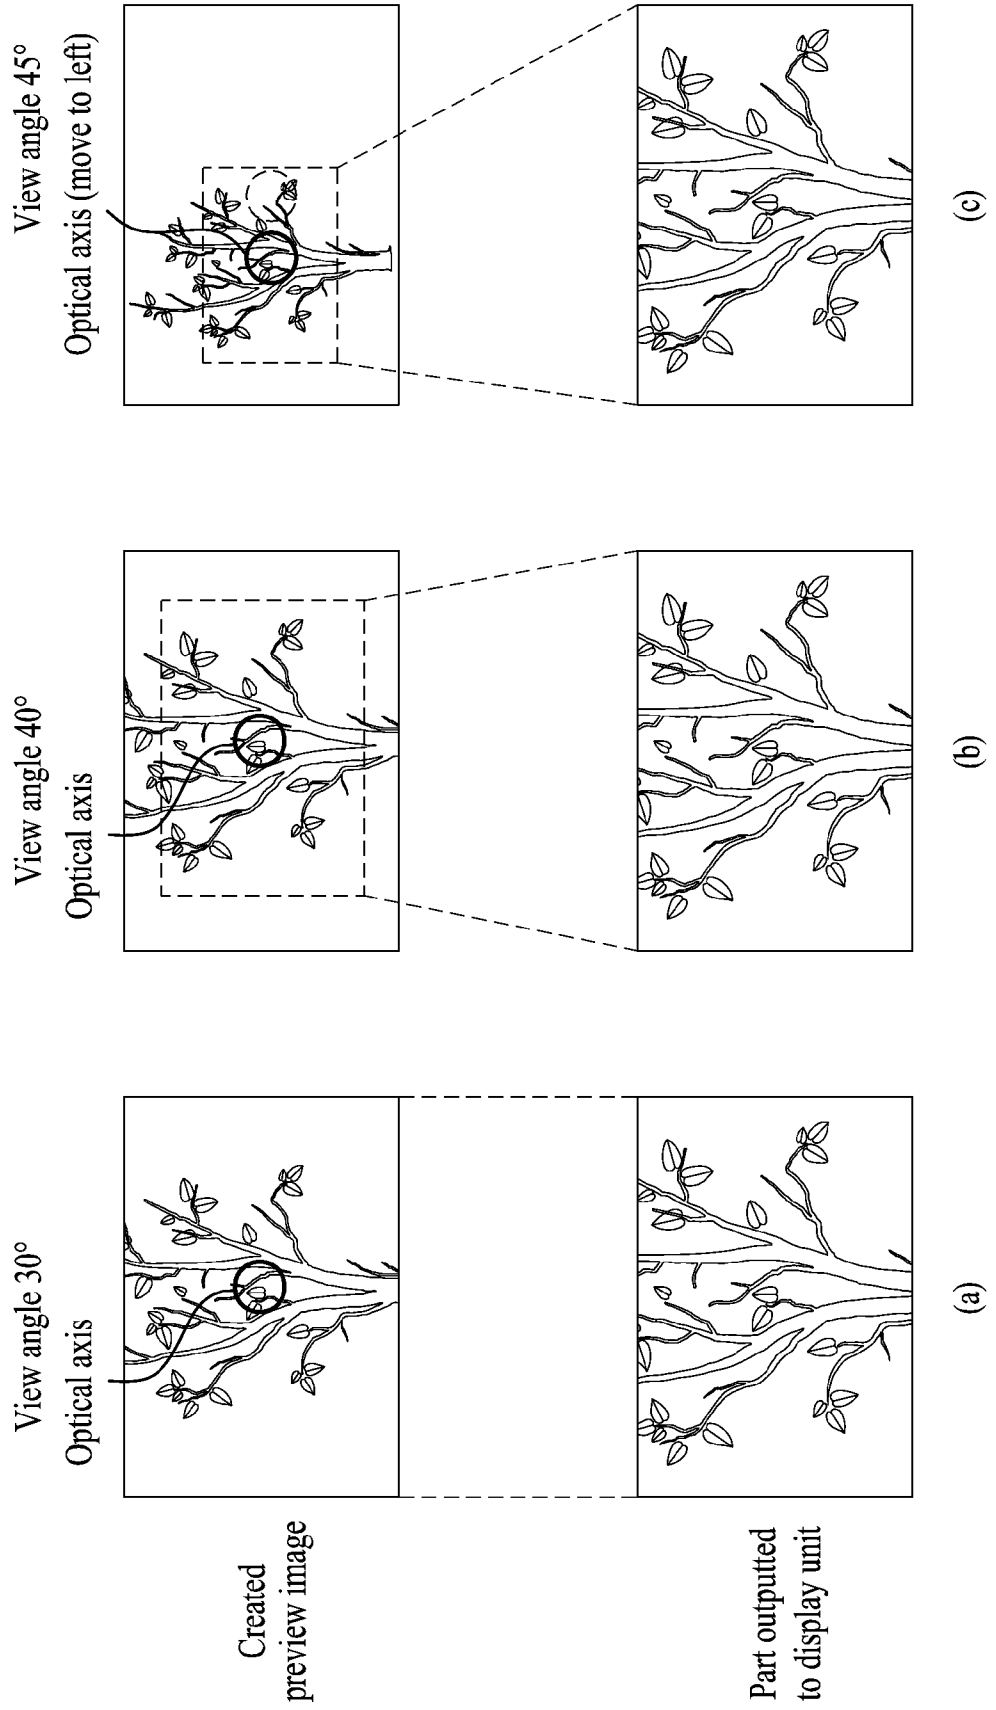 View angle 30°
Optical axis
View angle 40°
Optical axis
View angle 45°
Optical axis (move to left)
Created
preview image
Part outputted
to display unit
(a)
(b)
(c)